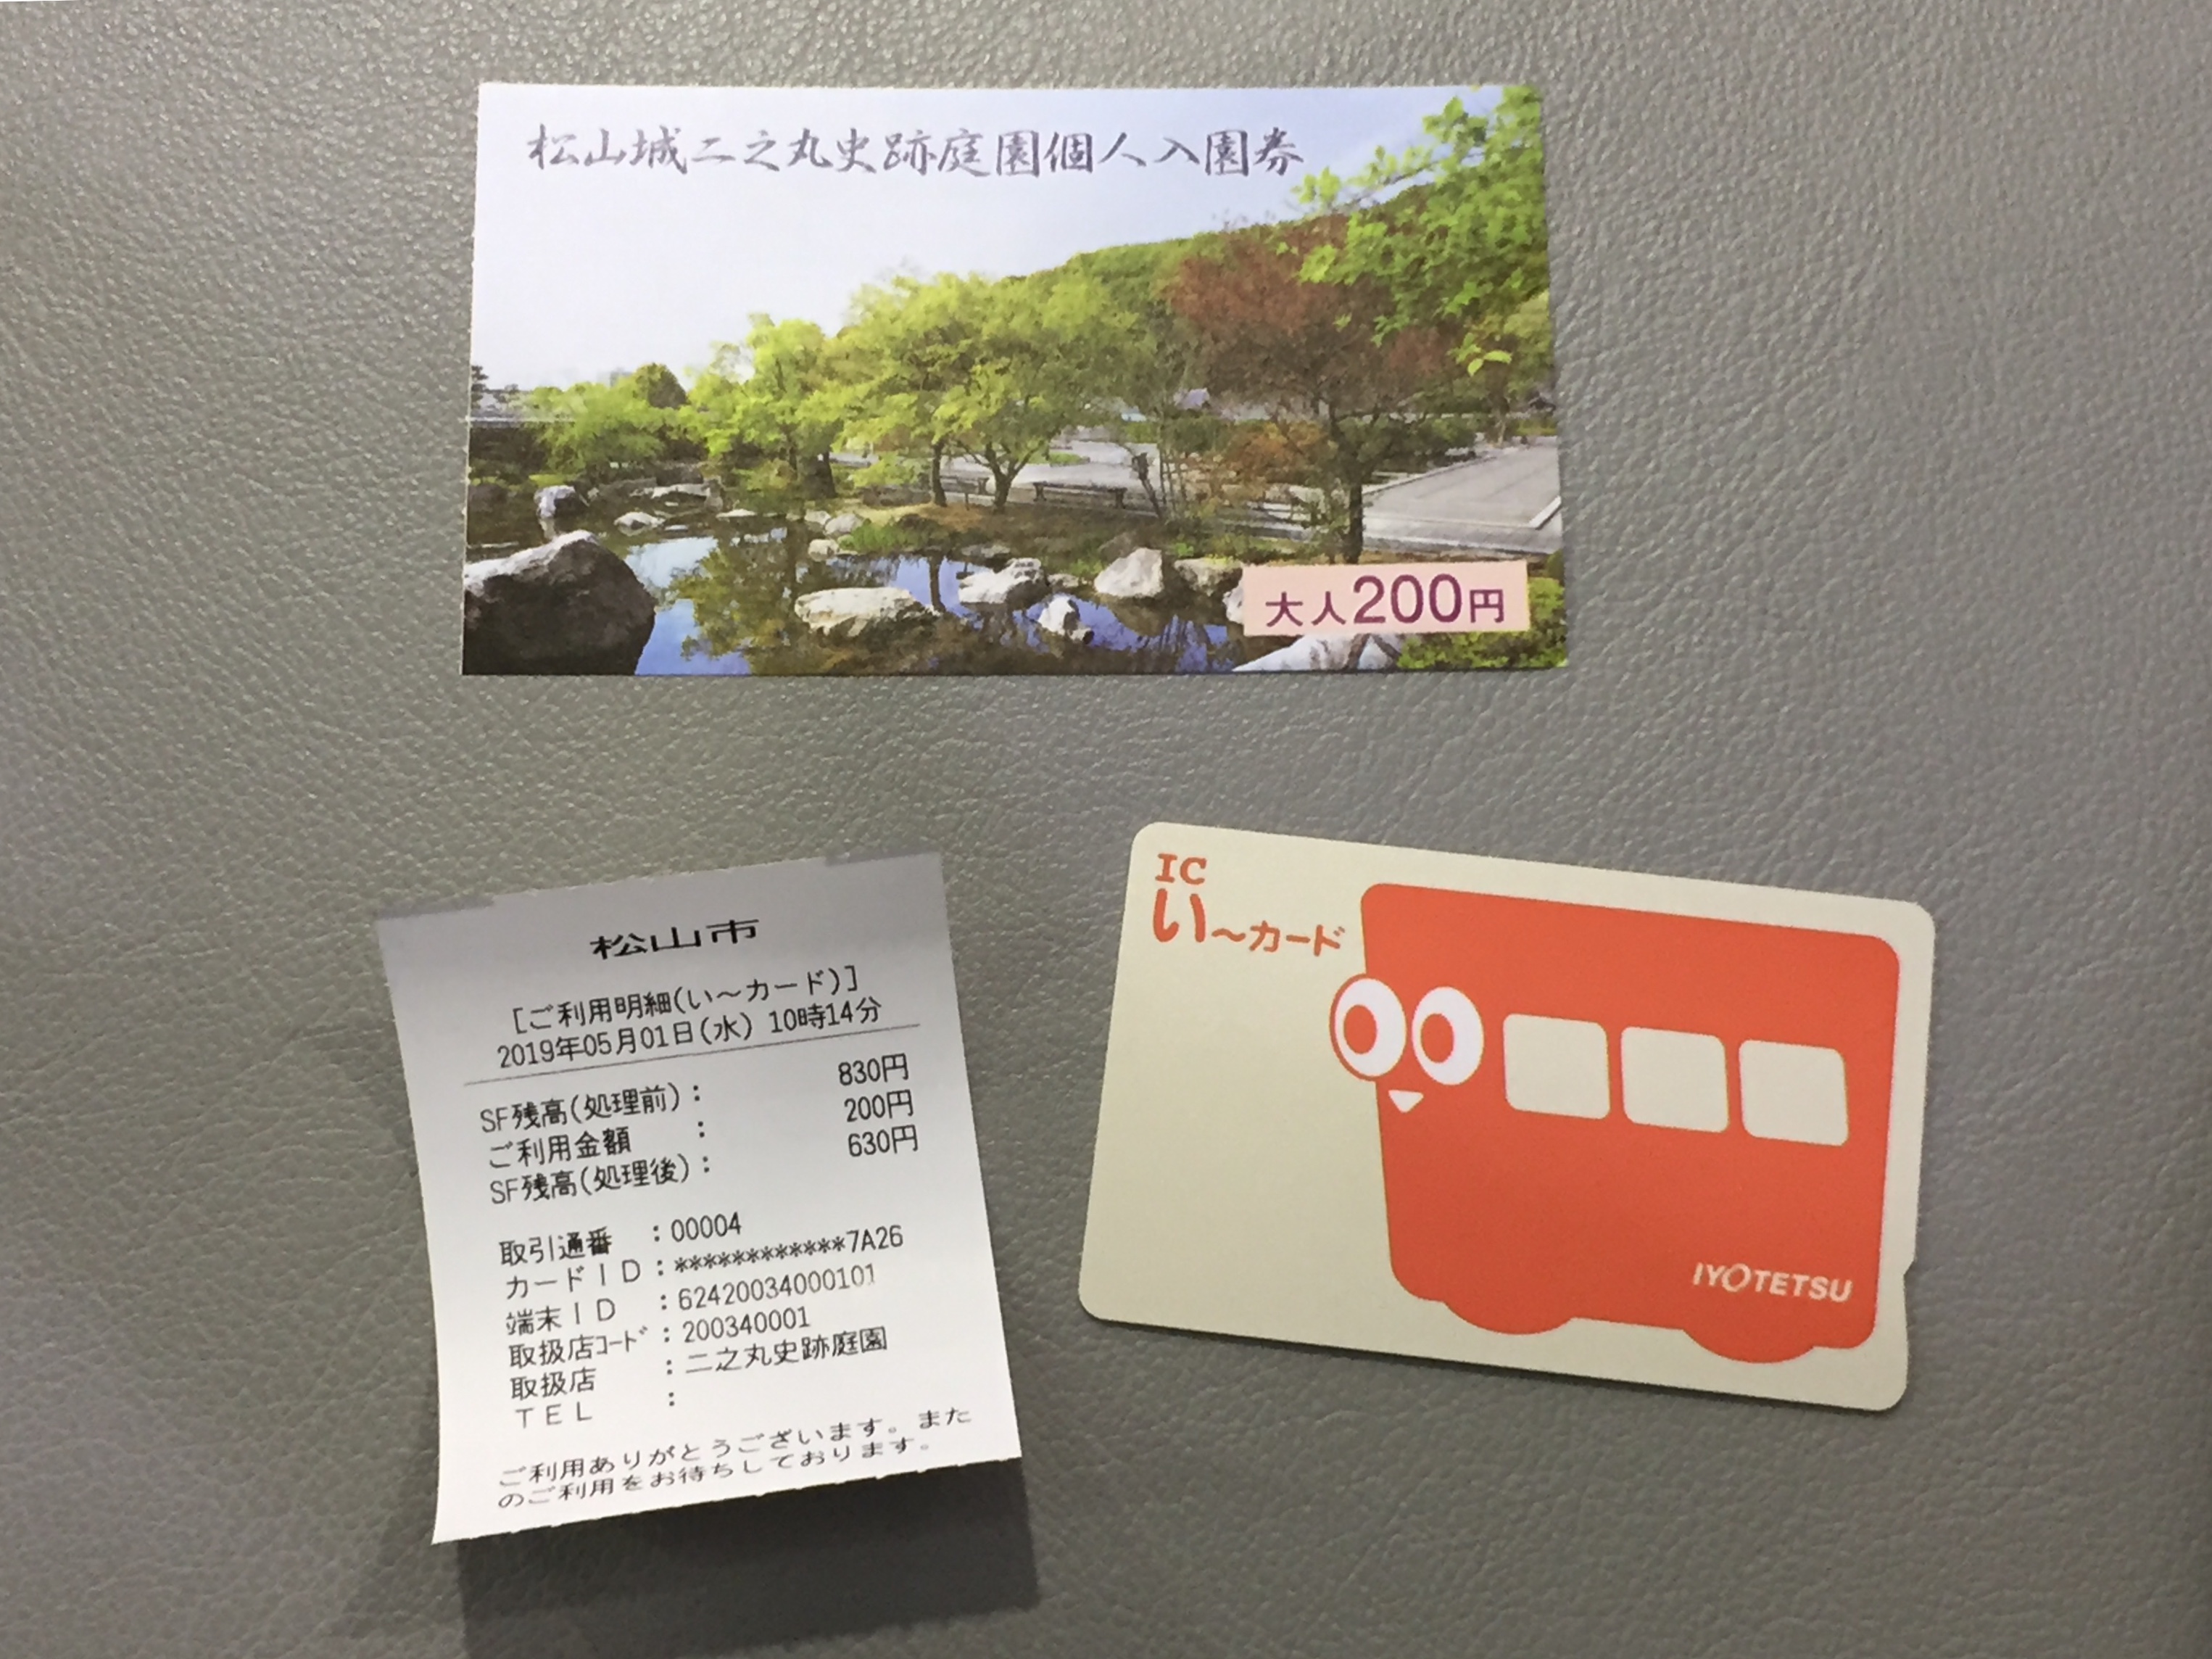 松山城二之丸史跡庭園個人入園券
大人200円
松山市
[ご利用明細(い～カード)]
2019年05月01日(水) 10時14分
SF残高(処理前): 830円
ご利用金額 : 200円
SF残高(処理後): 630円
取引通番 :00004
カードＩＤ:************7A26
端末ＩＤ :62420034000101
取扱店ｺｰﾄﾞ:200340001
取扱店 :二之丸史跡庭園
ＴＥＬ :
ご利用ありがとうございます。また
のご利用をお待ちしております。
IC
い～カード
IYOTETSU